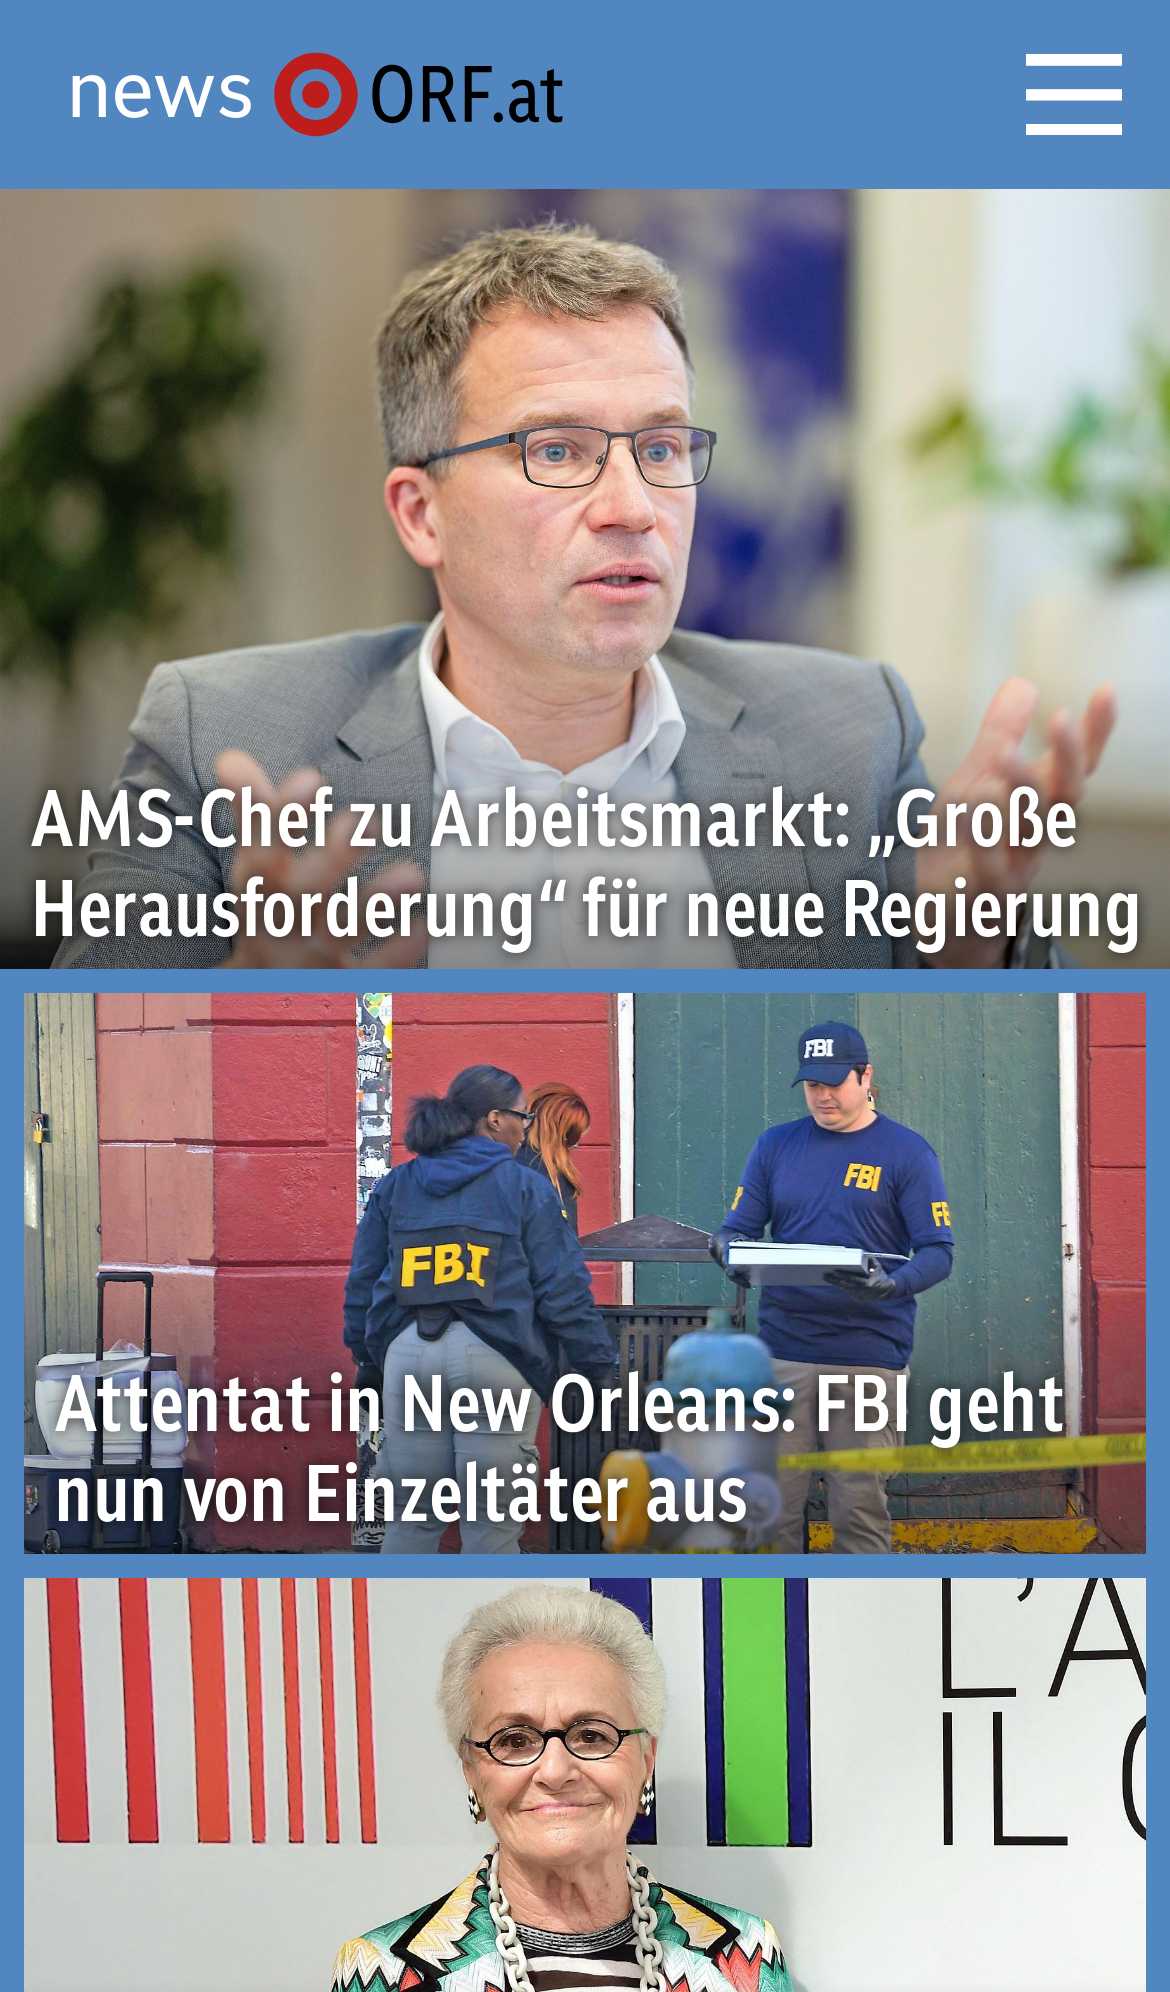 news ORF.at
AMS-Chef zu Arbeitsmarkt: „Große
Herausforderung“ für neue Regierung
FBI
FBI
FBI
Attentat in New Orleans: FBI geht
nun von Einzeltäter aus
L’A
IL